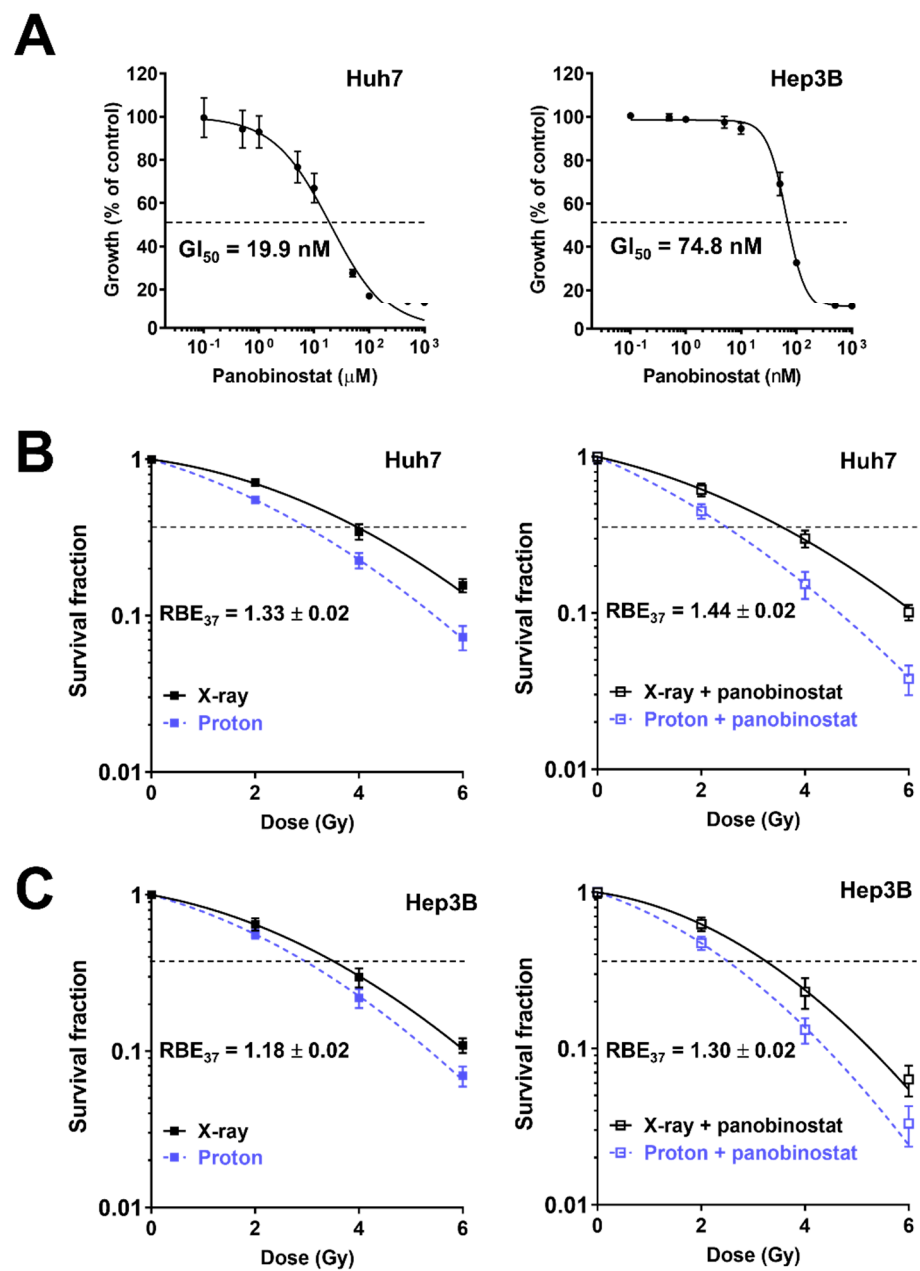 A
Huh7
Growth (% of control)
120
100
80
60
40
20
0
GI50 = 19.9 nM
10-1
100
101
102
103
Panobinostat (μM)
Hep3B
Growth (% of control)
120
100
80
60
40
20
0
GI50 = 74.8 nM
10-1
100
101
102
103
Panobinostat (nM)
B
Huh7
Survival fraction
1
0.1
0.01
RBE37 = 1.33 ± 0.02
X-ray
Proton
0
2
4
6
Dose (Gy)
Huh7
Survival fraction
1
0.1
0.01
RBE37 = 1.44 ± 0.02
X-ray + panobinostat
Proton + panobinostat
0
2
4
6
Dose (Gy)
C
Hep3B
Survival fraction
1
0.1
0.01
RBE37 = 1.18 ± 0.02
X-ray
Proton
0
2
4
6
Dose (Gy)
Hep3B
Survival fraction
1
0.1
0.01
RBE37 = 1.30 ± 0.02
X-ray + panobinostat
Proton + panobinostat
0
2
4
6
Dose (Gy)